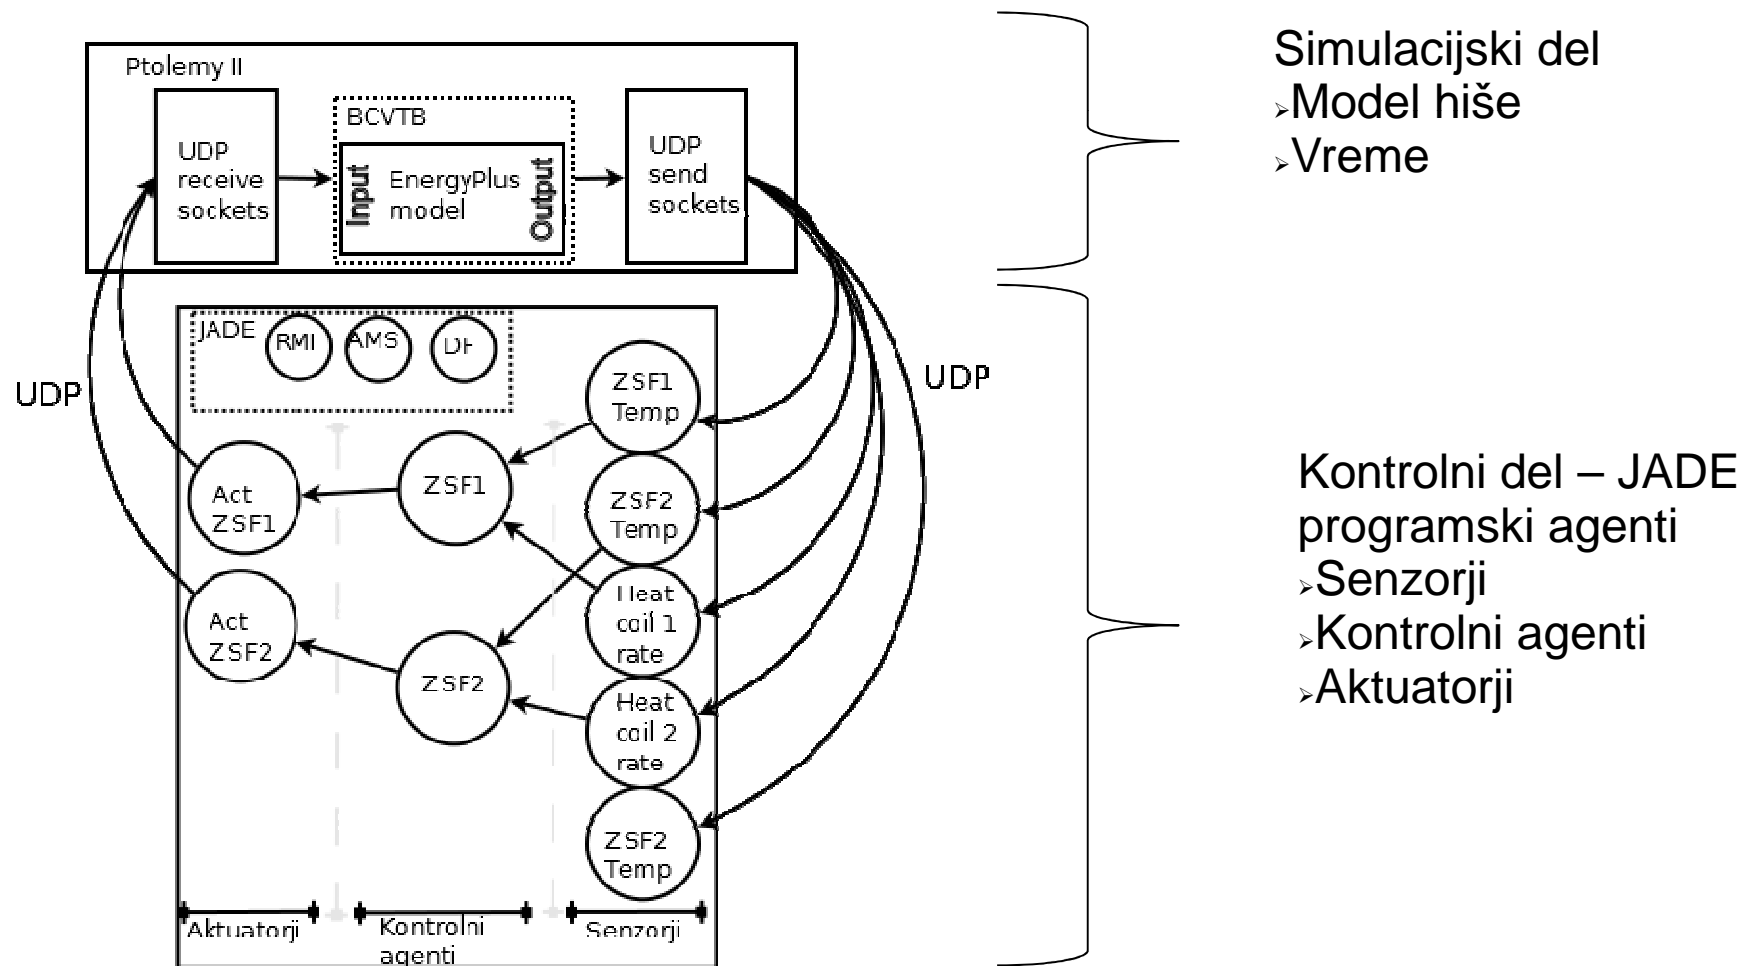 Ptolemy II
UDP
receive
sockets
BCVTB
Input
EnergyPlus
model
Output
UDP
send
sockets
Simulacijski del
➢Model hiše
➢Vreme
UDP
UDP
JADE
RMI
AMS
DF
ZSF1
Temp
ZSF2
Temp
Heat
coil 1
rate
Heat
coil 2
rate
ZSF2
Temp
ZSF1
ZSF2
Act
ZSF1
Act
ZSF2
Aktuatorji
Kontrolni
agenti
Senzorji
Kontrolni del – JADE
programski agenti
➢Senzorji
➢Kontrolni agenti
➢Aktuatorji